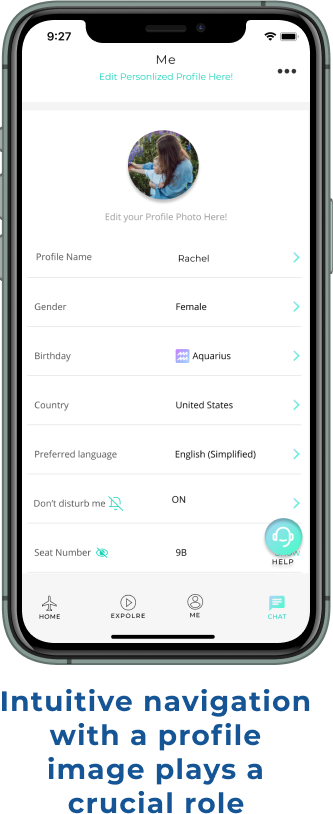 9:27
Me
Edit Personlized Profile Here!
Edit your Profile Photo Here!
Profile Name Rachel
Gender Female
Birthday Aquarius
Country United States
Preferred language English (Simplified)
Don't disturb me ON
Seat Number 9B
HELP
HOME EXPOLRE ME CHAT
Intuitive navigation
with a profile
image plays a
crucial role